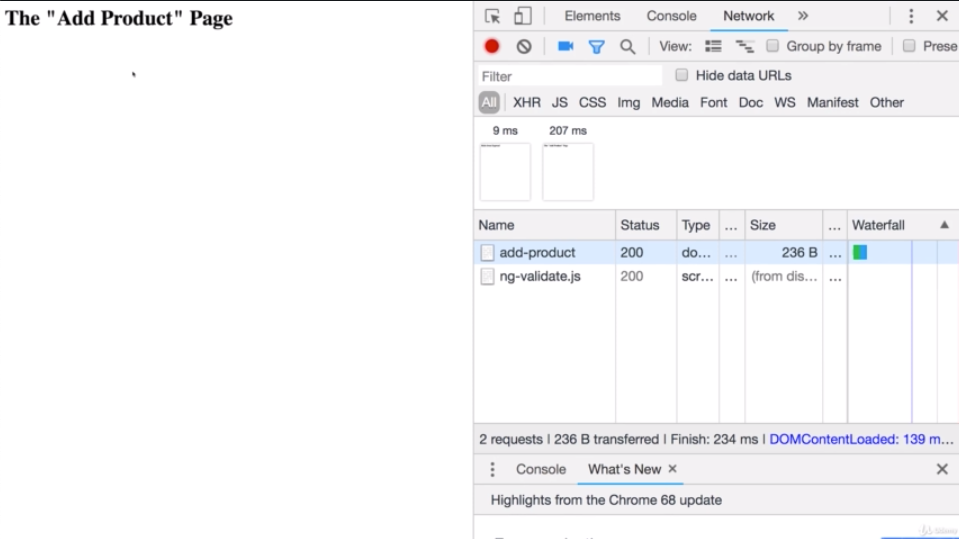 The "Add Product" Page
Elements Console Network »
View: Group by frame Prese
Filter Hide data URLs
All XHR JS CSS Img Media Font Doc WS Manifest Other
9 ms 207 ms
Name Status Type ... Size ... Waterfall
add-product 200 do... ... 236 B ...
ng-validate.js 200 scr... ... (from dis... ...
2 requests | 236 B transferred | Finish: 234 ms | DOMContentLoaded: 139 m...
Console What's New ×
Highlights from the Chrome 68 update
Udemy